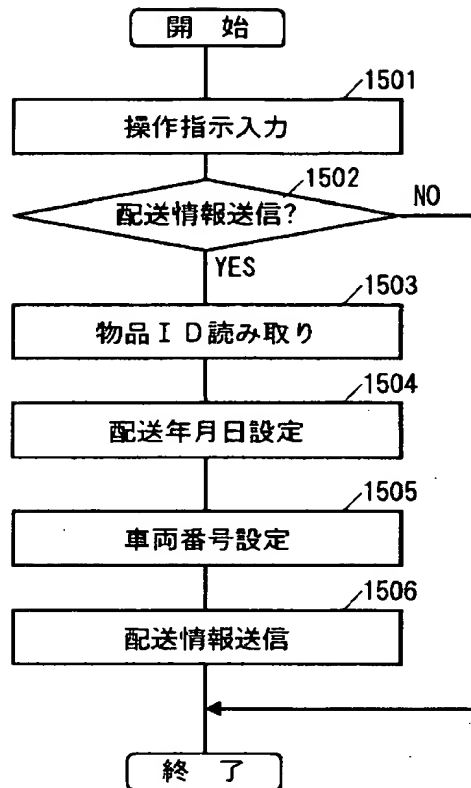 開 始
1501
操作指示入力
1502
配送情報送信?
NO
YES
1503
物品ID読み取り
1504
配送年月日設定
1505
車両番号設定
1506
配送情報送信
終 了